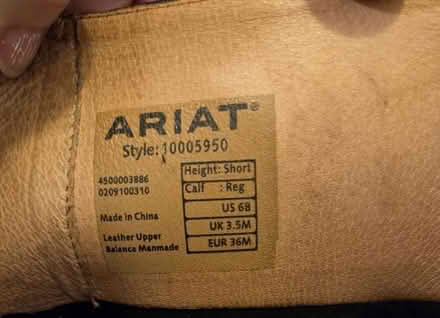 ARIAT®
Style: 10005950
4500003886
0209100310
Made in China
Leather Upper
Balance Manmade
Height: Short
Calf : Reg
US 6B
UK 3.5M
EUR 36M